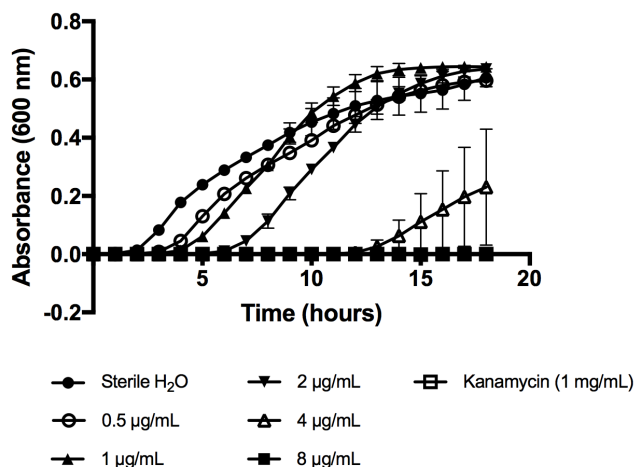 0.8
0.6
0.4
0.2
0.0
-0.2
Absorbance (600 nm)
5
10
15
20
Time (hours)
Sterile H₂O
2 µg/mL
Kanamycin (1 mg/mL)
0.5 µg/mL
4 µg/mL
1 µg/mL
8 µg/mL